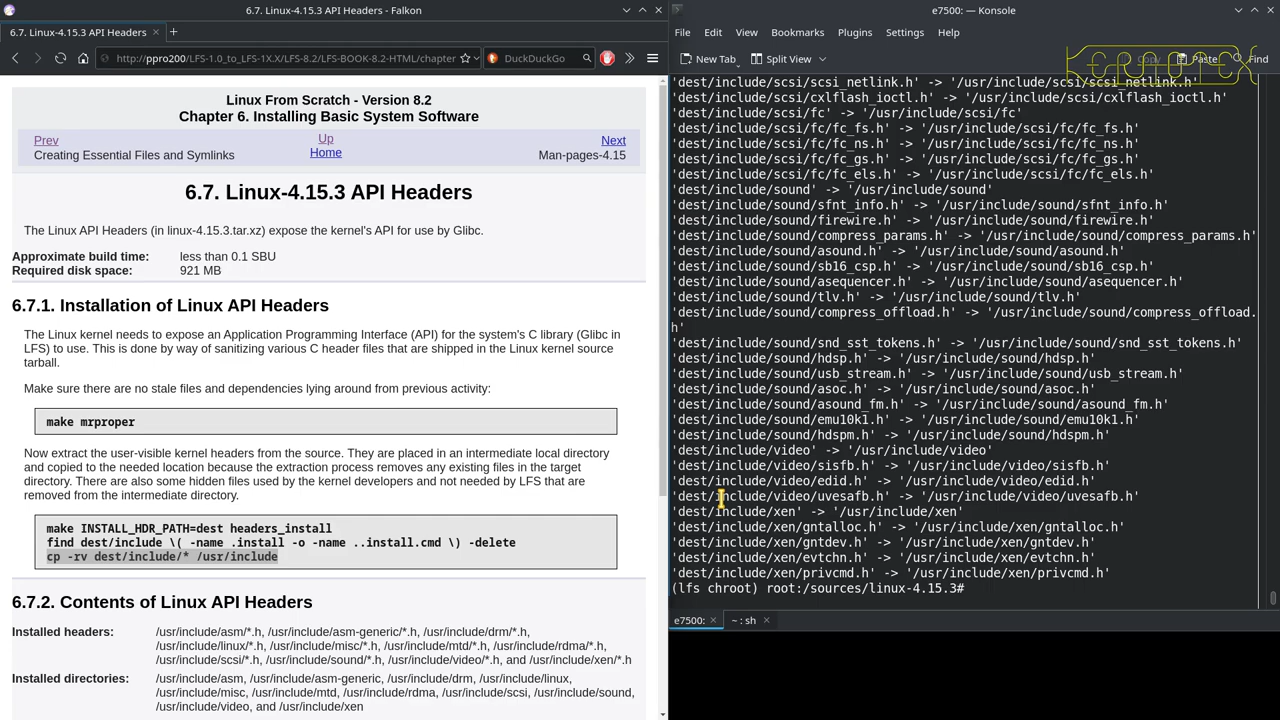 6.7. Linux-4.15.3 API Headers - Falkon
6.7. Linux-4.15.3 API Headers
http://ppro200/LFS-1.0_to_LFS-1X.X/LFS-8.2/LFS-BOOK-8.2-HTML/chapter
DuckDuckGo
Linux From Scratch - Version 8.2
Chapter 6. Installing Basic System Software
Prev
Up
Next
Creating Essential Files and Symlinks
Home
Man-pages-4.15
6.7. Linux-4.15.3 API Headers
The Linux API Headers (in linux-4.15.3.tar.xz) expose the kernel's API for use by Glibc.
Approximate build time: less than 0.1 SBU
Required disk space: 921 MB
6.7.1. Installation of Linux API Headers
The Linux kernel needs to expose an Application Programming Interface (API) for the system's C library (Glibc in
LFS) to use. This is done by way of sanitizing various C header files that are shipped in the Linux kernel source
tarball.
Make sure there are no stale files and dependencies lying around from previous activity:
make mrproper
Now extract the user-visible kernel headers from the source. They are placed in an intermediate local directory
and copied to the needed location because the extraction process removes any existing files in the target
directory. There are also some hidden files used by the kernel developers and not needed by LFS that are
removed from the intermediate directory.
make INSTALL_HDR_PATH=dest headers_install
find dest/include \( -name .install -o -name ..install.cmd \) -delete
cp -rv dest/include/* /usr/include
6.7.2. Contents of Linux API Headers
Installed headers: /usr/include/asm/*.h, /usr/include/asm-generic/*.h, /usr/include/drm/*.h,
/usr/include/linux/*.h, /usr/include/misc/*.h, /usr/include/mtd/*.h, /usr/include/rdma/*.h,
/usr/include/scsi/*.h, /usr/include/sound/*.h, /usr/include/video/*.h, and /usr/include/xen/*.h
Installed directories: /usr/include/asm, /usr/include/asm-generic, /usr/include/drm, /usr/include/linux,
/usr/include/misc, /usr/include/mtd, /usr/include/rdma, /usr/include/scsi, /usr/include/sound,
/usr/include/video, and /usr/include/xen
e7500: — Konsole
File Edit View Bookmarks Plugins Settings Help
New Tab Split View Copy Paste Find
'dest/include/scsi/scsi_netlink.h' -> '/usr/include/scsi/scsi_netlink.h'
'dest/include/scsi/cxlflash_ioctl.h' -> '/usr/include/scsi/cxlflash_ioctl.h'
'dest/include/scsi/fc' -> '/usr/include/scsi/fc'
'dest/include/scsi/fc/fc_fs.h' -> '/usr/include/scsi/fc/fc_fs.h'
'dest/include/scsi/fc/fc_ns.h' -> '/usr/include/scsi/fc/fc_ns.h'
'dest/include/scsi/fc/fc_gs.h' -> '/usr/include/scsi/fc/fc_gs.h'
'dest/include/scsi/fc/fc_els.h' -> '/usr/include/scsi/fc/fc_els.h'
'dest/include/sound' -> '/usr/include/sound'
'dest/include/sound/sfnt_info.h' -> '/usr/include/sound/sfnt_info.h'
'dest/include/sound/firewire.h' -> '/usr/include/sound/firewire.h'
'dest/include/sound/compress_params.h' -> '/usr/include/sound/compress_params.h'
'dest/include/sound/asound.h' -> '/usr/include/sound/asound.h'
'dest/include/sound/sb16_csp.h' -> '/usr/include/sound/sb16_csp.h'
'dest/include/sound/asequencer.h' -> '/usr/include/sound/asequencer.h'
'dest/include/sound/tlv.h' -> '/usr/include/sound/tlv.h'
'dest/include/sound/compress_offload.h' -> '/usr/include/sound/compress_offload.
h'
'dest/include/sound/snd_sst_tokens.h' -> '/usr/include/sound/snd_sst_tokens.h'
'dest/include/sound/hdsp.h' -> '/usr/include/sound/hdsp.h'
'dest/include/sound/usb_stream.h' -> '/usr/include/sound/usb_stream.h'
'dest/include/sound/asoc.h' -> '/usr/include/sound/asoc.h'
'dest/include/sound/asound_fm.h' -> '/usr/include/sound/asound_fm.h'
'dest/include/sound/emu10k1.h' -> '/usr/include/sound/emu10k1.h'
'dest/include/sound/hdspm.h' -> '/usr/include/sound/hdspm.h'
'dest/include/video' -> '/usr/include/video'
'dest/include/video/sisfb.h' -> '/usr/include/video/sisfb.h'
'dest/include/video/edid.h' -> '/usr/include/video/edid.h'
'dest/include/video/uvesafb.h' -> '/usr/include/video/uvesafb.h'
'dest/include/xen' -> '/usr/include/xen'
'dest/include/xen/gntalloc.h' -> '/usr/include/xen/gntalloc.h'
'dest/include/xen/gntdev.h' -> '/usr/include/xen/gntdev.h'
'dest/include/xen/evtchn.h' -> '/usr/include/xen/evtchn.h'
'dest/include/xen/privcmd.h' -> '/usr/include/xen/privcmd.h'
(lfs chroot) root:/sources/linux-4.15.3#
e7500:
~ : sh